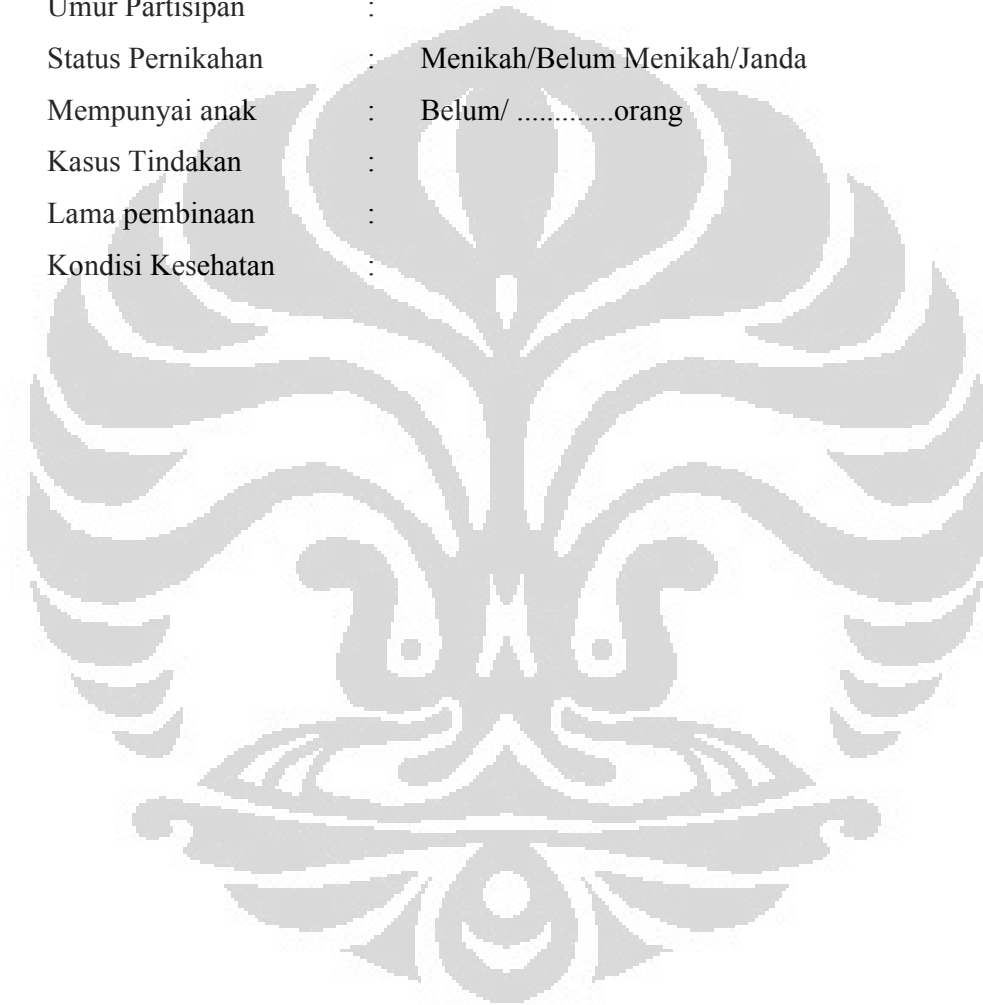 Umur Partisipan :
Status Pernikahan : Menikah/Belum Menikah/Janda
Mempunyai anak : Belum/ .............orang
Kasus Tindakan :
Lama pembinaan :
Kondisi Kesehatan :